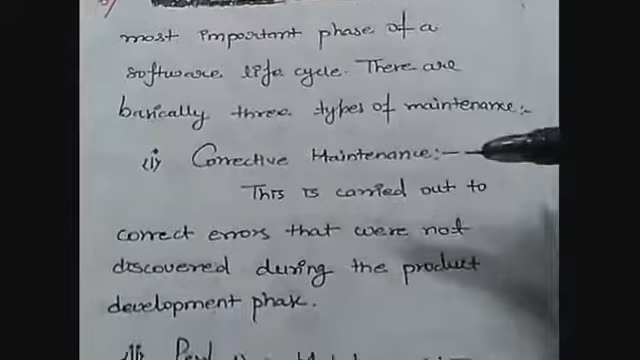 most important phase of a
software life cycle. There are
basically three types of maintenance:-
(i) Corrective Maintenance:-
This is carried out to
correct errors that were not
discovered during the product
development phase.